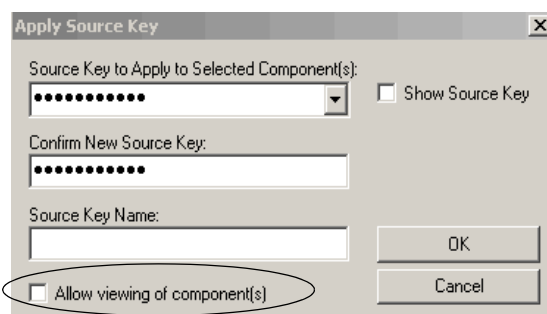 Apply Source Key
Source Key to Apply to Selected Component(s):
•••••••••••
Show Source Key
Confirm New Source Key:
•••••••••••
Source Key Name:
OK
Allow viewing of component(s)
Cancel